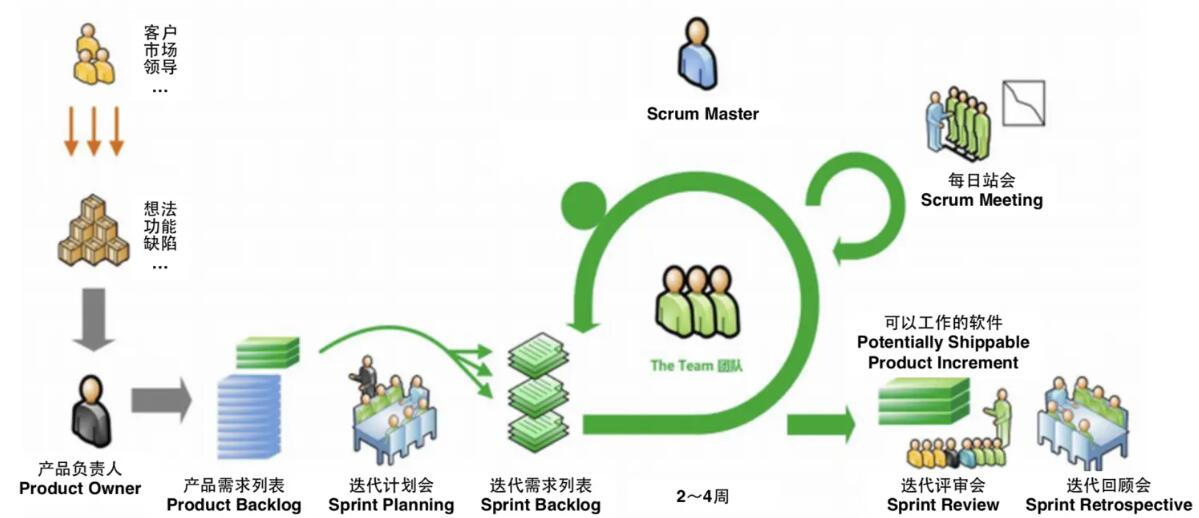 客户
市场
领导
...
Scrum Master
每日站会
Scrum Meeting
想法
功能
缺陷
...
The Team 团队
可以工作的软件
Potentially Shippable
Product Increment
产品负责人
Product Owner
产品需求列表
Product Backlog
迭代计划会
Sprint Planning
迭代需求列表
Sprint Backlog
2～4周
迭代评审会
Sprint Review
迭代回顾会
Sprint Retrospective